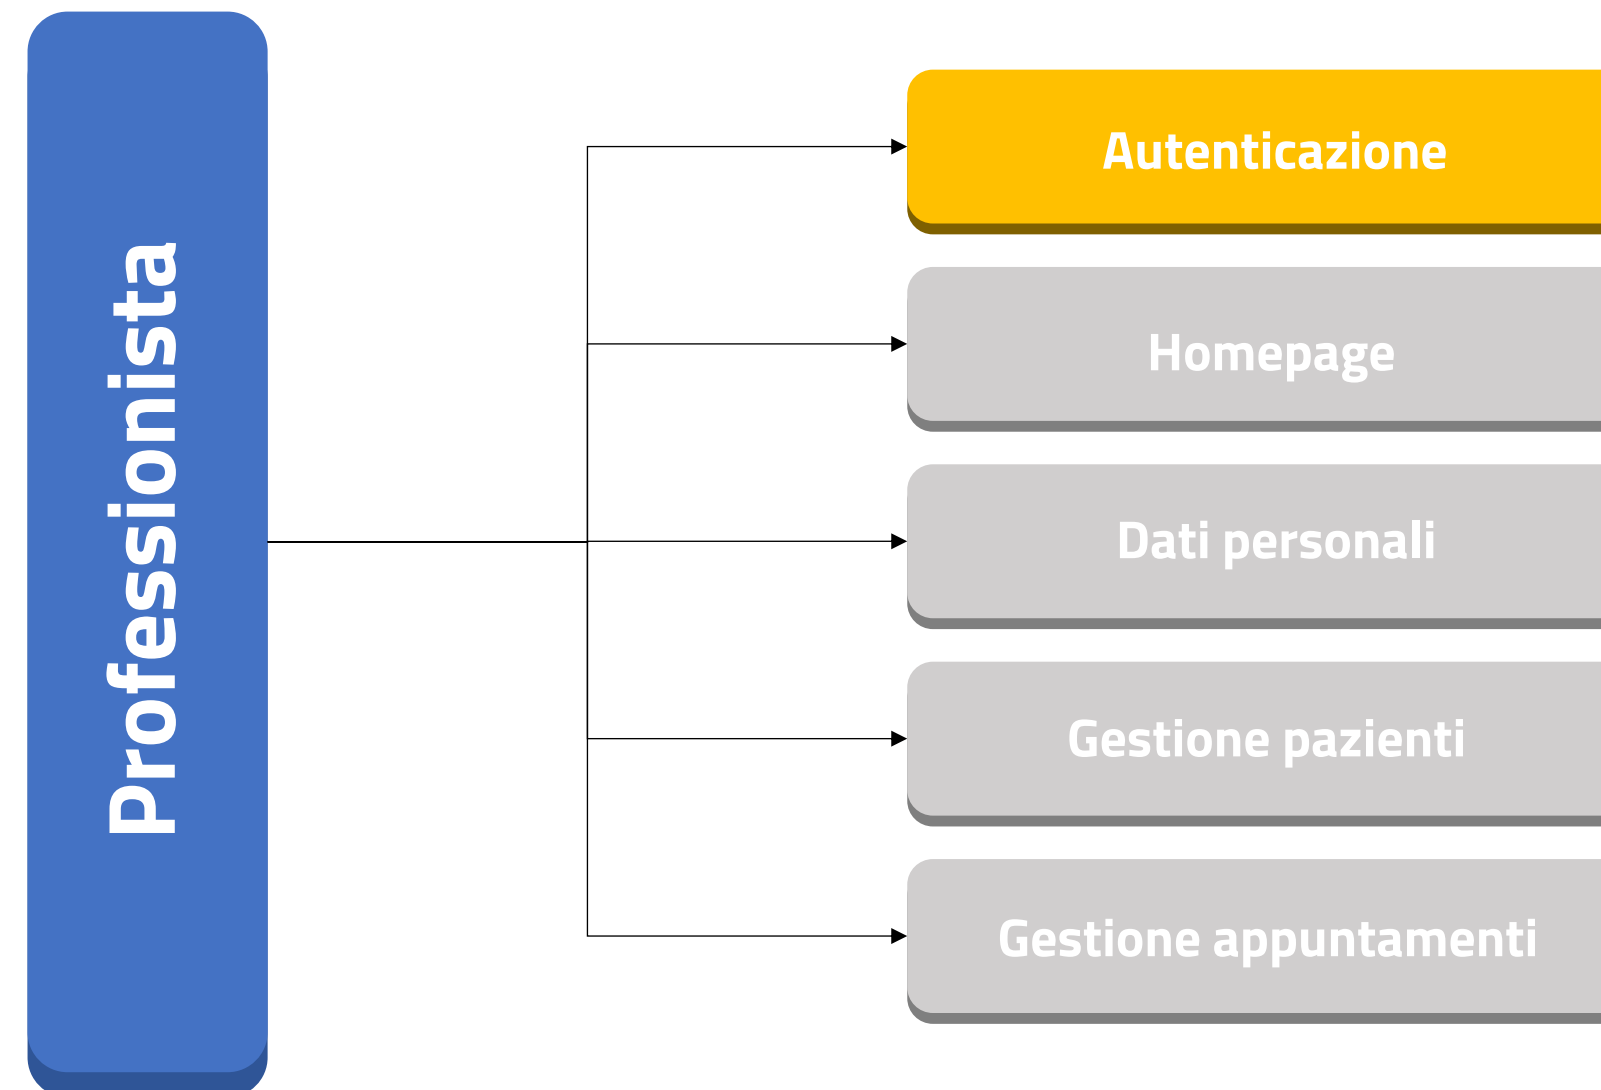 Professionista
Autenticazione
Homepage
Dati personali
Gestione pazienti
Gestione appuntamenti